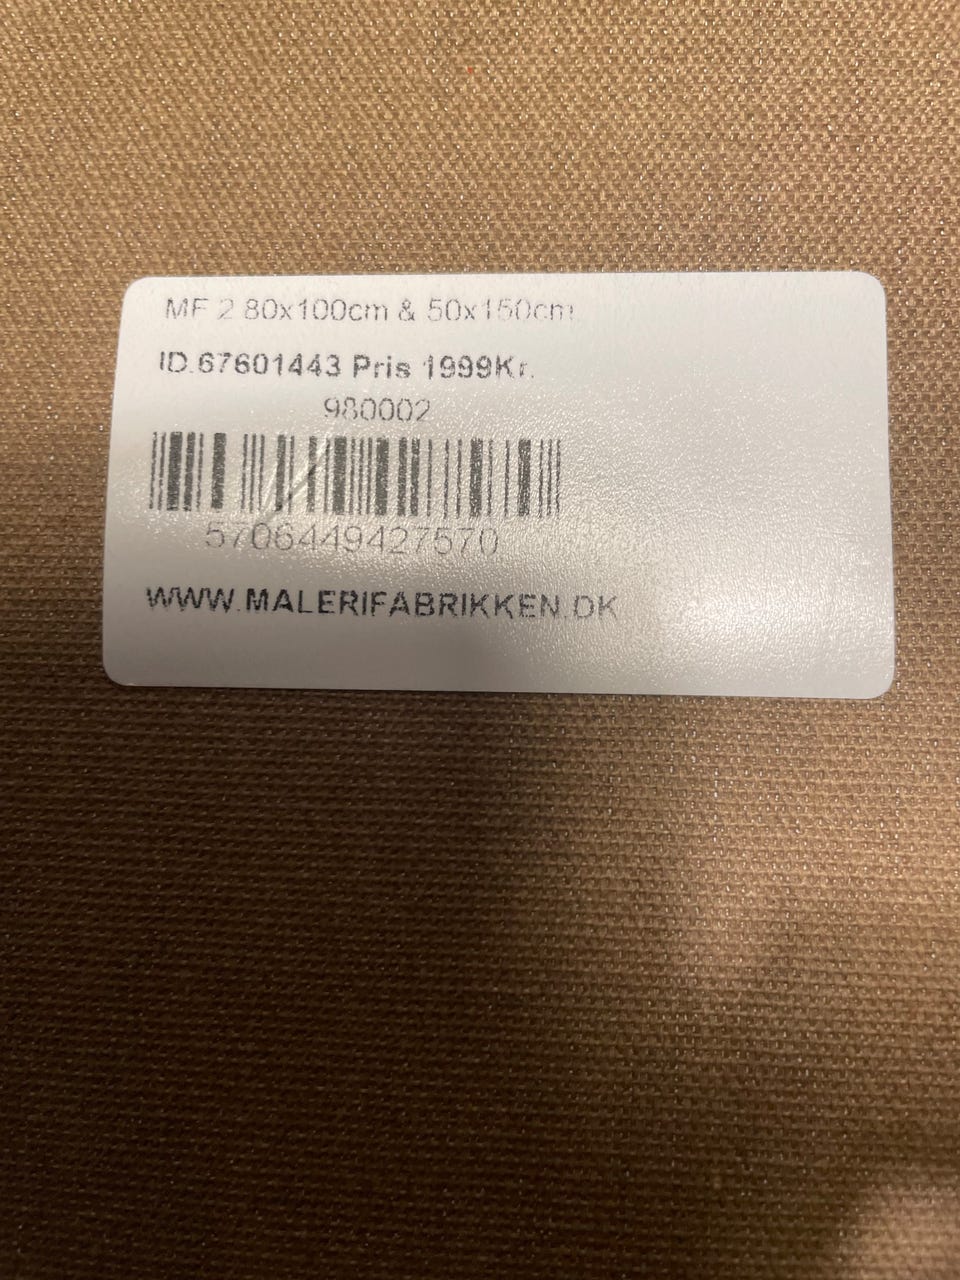 MF 2 80x100cm & 50x150cm
ID.67601443 Pris 1999Kr.
980002
5706449427570
WWW.MALERIFABRIKKEN.DK